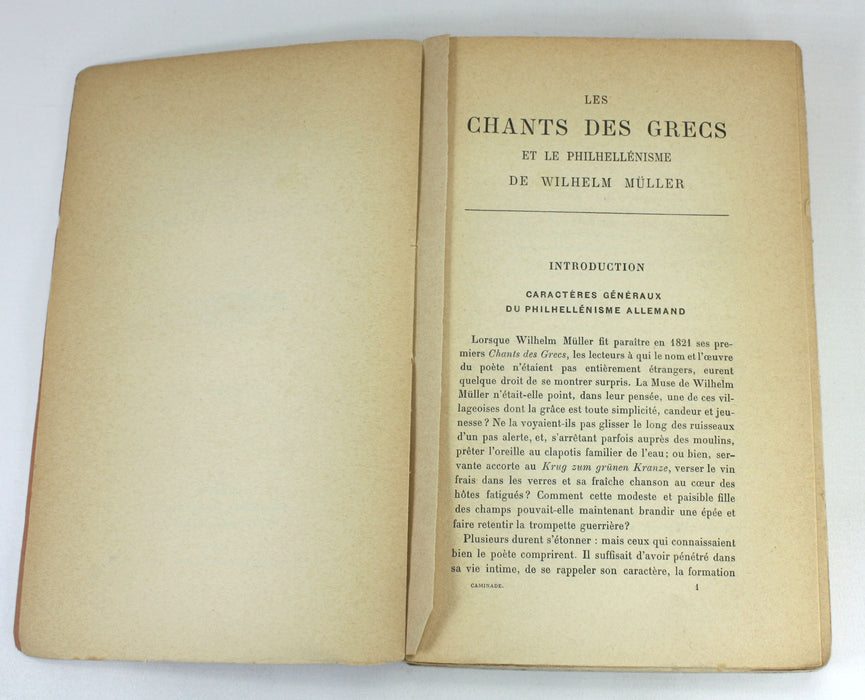 LES
CHANTS DES GRECS
ET LE PHILHELLÉNISME
DE WILHELM MÜLLER
INTRODUCTION
CARACTÈRES GÉNÉRAUX
DU PHILHELLÉNISME ALLEMAND
Lorsque Wilhelm Müller fit paraître en 1821 ses pre-
miers Chants des Grecs, les lecteurs à qui le nom et l'œuvre
du poète n'étaient pas entièrement étrangers, eurent
quelque droit de se montrer surpris. La Muse de Wilhelm
Müller n'était-elle point, dans leur pensée, une de ces vil-
lageoises dont la grâce est toute simplicité, candeur et jeu-
nesse? Ne la voyaient-ils pas glisser le long des ruisseaux
d'un pas alerte, et, s'arrêtant parfois auprès des moulins,
prêter l'oreille au clapotis familier de l'eau; ou bien, ser-
vante accorte au Krug zum grünen Kranze, verser le vin
frais dans les verres et sa fraîche chanson au cœur des
hôtes fatigués? Comment cette modeste et paisible fille
des champs pouvait-elle maintenant brandir une épée et
faire retentir la trompette guerrière?
Plusieurs durent s'étonner : mais ceux qui connaissaient
bien le poète comprirent. Il suffisait d'avoir pénétré dans
sa vie intime, de se rappeler son caractère, la formation
CAMINADE. 1